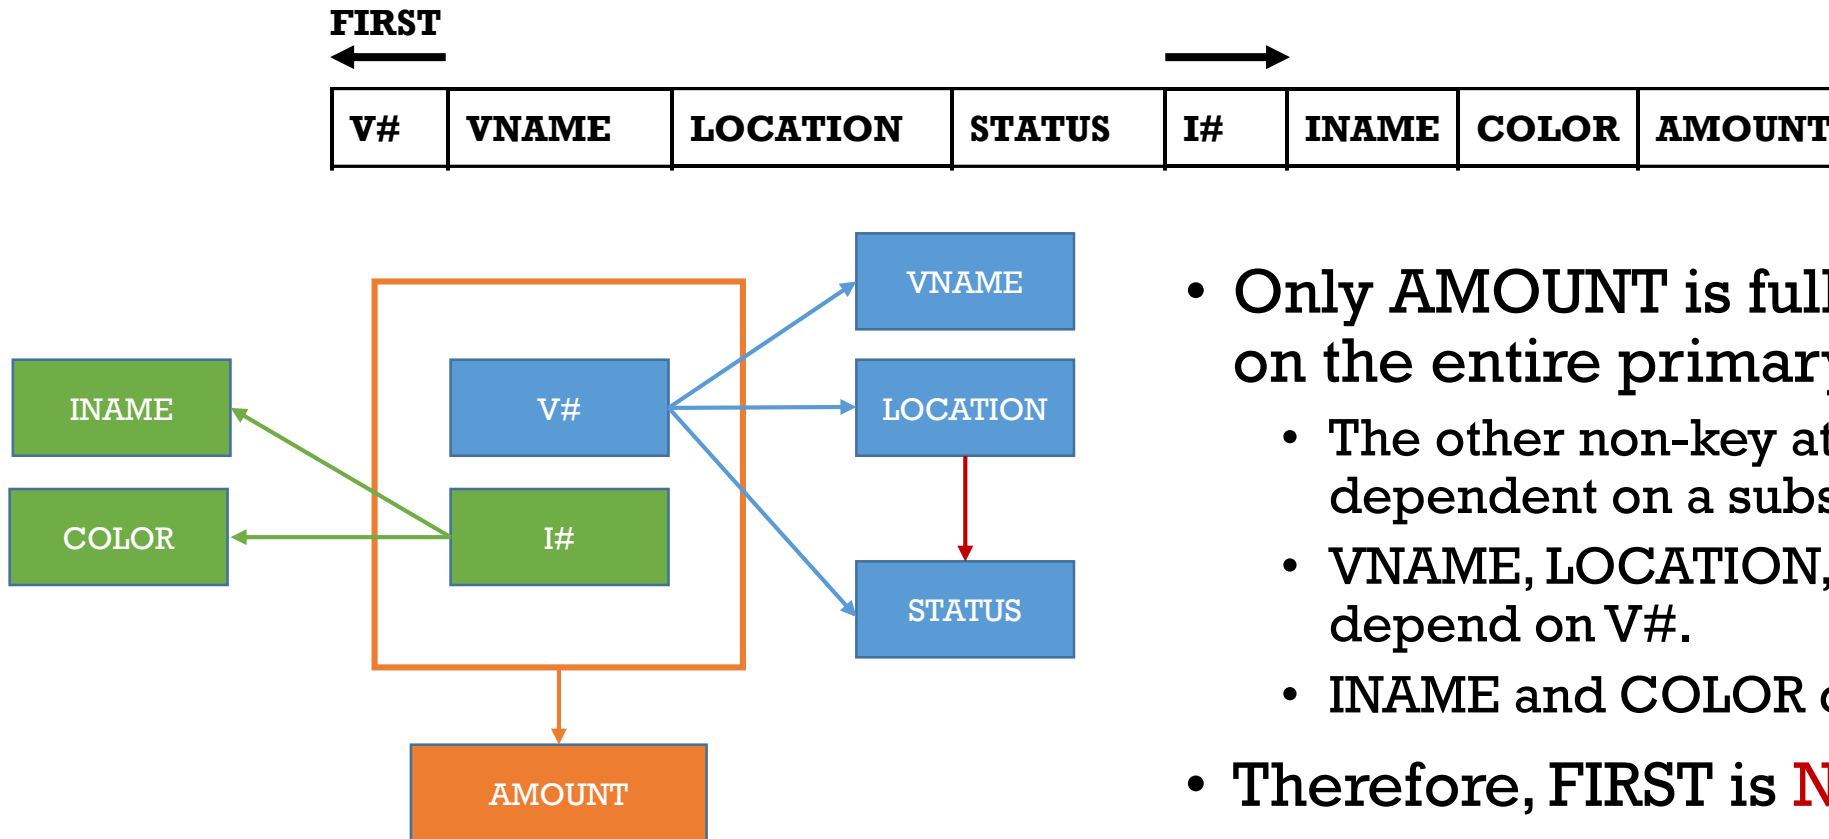 FIRST
V# VNAME LOCATION STATUS I# INAME COLOR AMOUNT
VNAME
INAME
V#
LOCATION
COLOR
I#
STATUS
AMOUNT
• Only AMOUNT is full
on the entire primary
• The other non-key at
dependent on a subs
• VNAME, LOCATION,
depend on V#.
• INAME and COLOR
• Therefore, FIRST is N